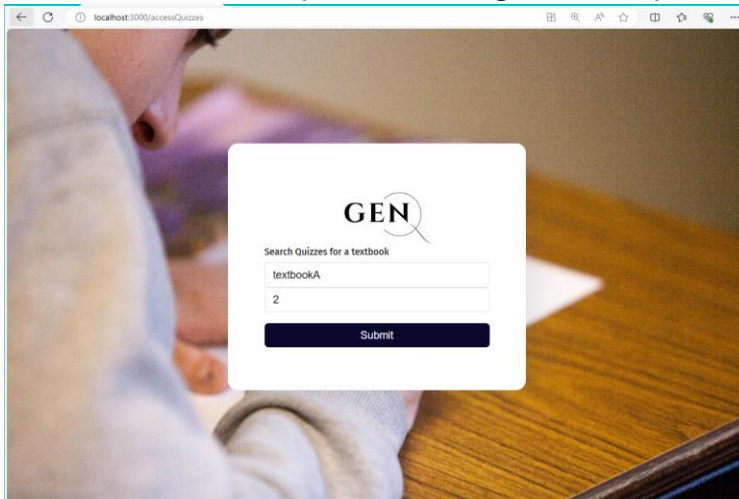 localhost:3000/accessQuizzes
GEN
Search Quizzes for a textbook
textbookA
2
Submit